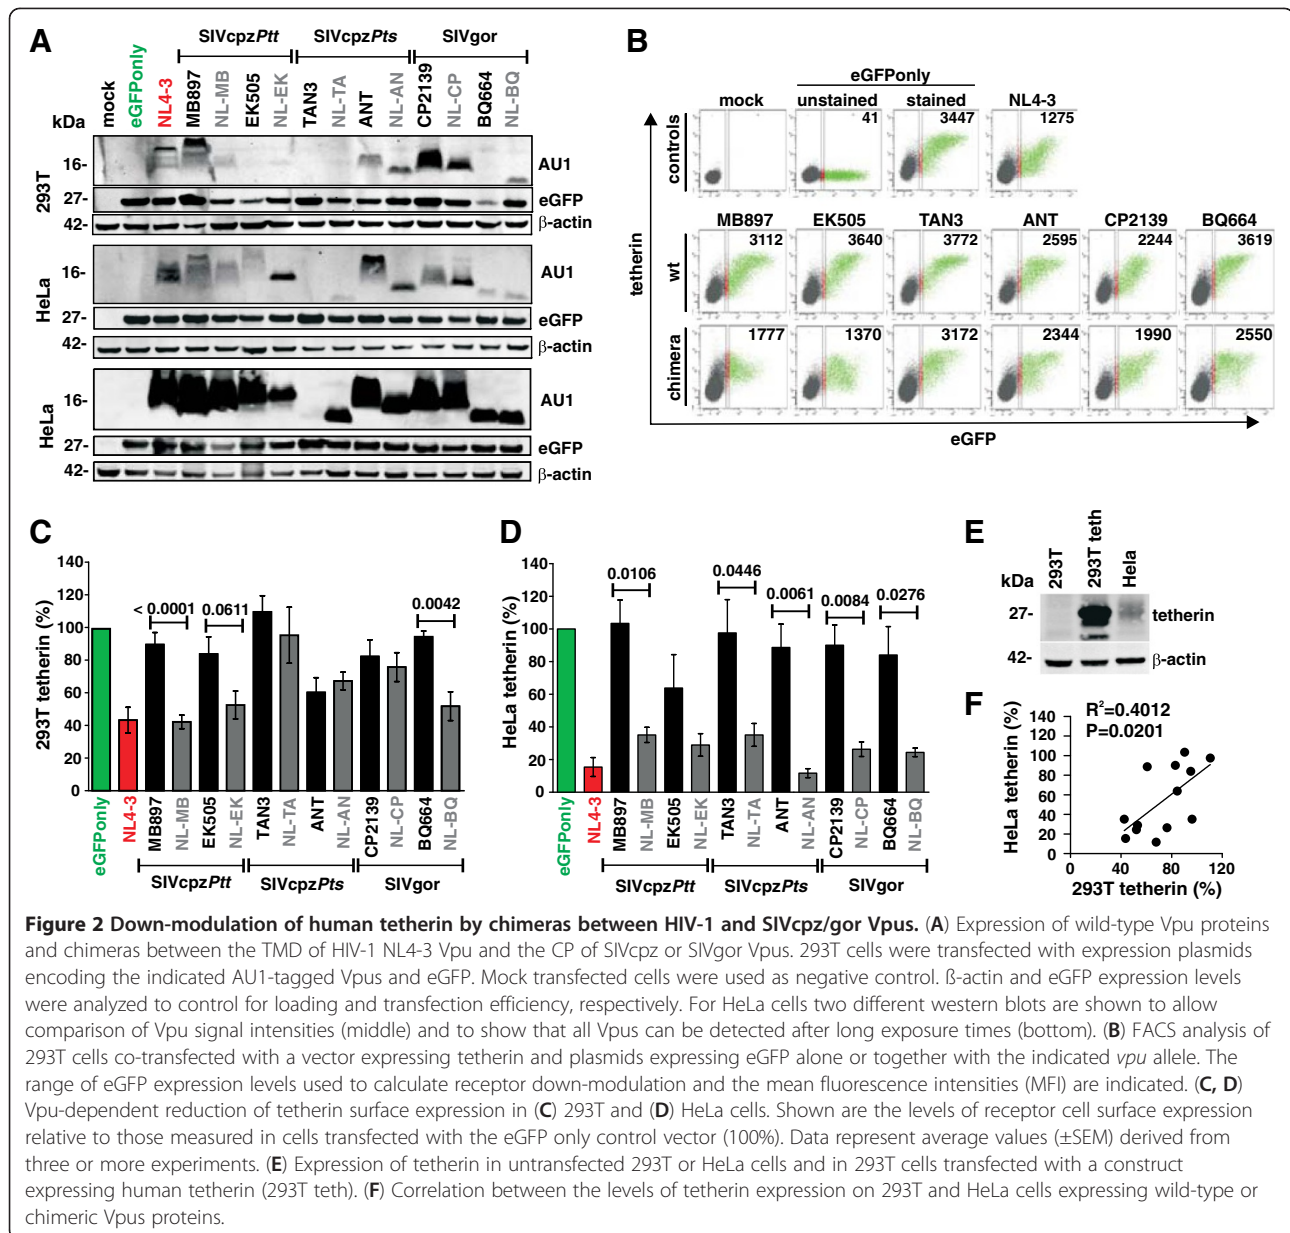 A
SIVcpzPtt SIVcpzPts SIVgor
mock eGFPonly NL4-3 MB897 NL-MB EK505 NL-EK TAN3 NL-TA ANT NL-AN CP2139 NL-CP BQ664 NL-BQ
kDa
293T
16- AU1
27- eGFP
42- β-actin
HeLa
16- AU1
27- eGFP
42- β-actin
HeLa
16- AU1
27- eGFP
42- β-actin
B
eGFPonly
mock unstained stained NL4-3
controls
41 3447 1275
MB897 EK505 TAN3 ANT CP2139 BQ664
wt
3112 3640 3772 2595 2244 3619
chimera
1777 1370 3172 2344 1990 2550
tetherin
eGFP
C
293T tetherin (%)
140
120
100
80
60
40
20
0
< 0.0001 0.0611 0.0042
eGFPonly NL4-3 MB897 NL-MB EK505 NL-EK TAN3 NL-TA ANT NL-AN CP2139 NL-CP BQ664 NL-BQ
SIVcpzPtt SIVcpzPts SIVgor
D
HeLa tetherin (%)
140
120
100
80
60
40
20
0
0.0106 0.0446 0.0061 0.0084 0.0276
eGFPonly NL4-3 MB897 NL-MB EK505 NL-EK TAN3 NL-TA ANT NL-AN CP2139 NL-CP BQ664 NL-BQ
SIVcpzPtt SIVcpzPts SIVgor
E
293T 293T teth Hela
kDa
27- tetherin
42- β-actin
F
R²=0.4012
P=0.0201
HeLa tetherin (%)
140
120
100
80
60
40
20
0
0 40 80 120
293T tetherin (%)
Figure 2 Down-modulation of human tetherin by chimeras between HIV-1 and SIVcpz/gor Vpus. (A) Expression of wild-type Vpu proteins
and chimeras between the TMD of HIV-1 NL4-3 Vpu and the CP of SIVcpz or SIVgor Vpus. 293T cells were transfected with expression plasmids
encoding the indicated AU1-tagged Vpus and eGFP. Mock transfected cells were used as negative control. ß-actin and eGFP expression levels
were analyzed to control for loading and transfection efficiency, respectively. For HeLa cells two different western blots are shown to allow
comparison of Vpu signal intensities (middle) and to show that all Vpus can be detected after long exposure times (bottom). (B) FACS analysis of
293T cells co-transfected with a vector expressing tetherin and plasmids expressing eGFP alone or together with the indicated vpu allele. The
range of eGFP expression levels used to calculate receptor down-modulation and the mean fluorescence intensities (MFI) are indicated. (C, D)
Vpu-dependent reduction of tetherin surface expression in (C) 293T and (D) HeLa cells. Shown are the levels of receptor cell surface expression
relative to those measured in cells transfected with the eGFP only control vector (100%). Data represent average values (±SEM) derived from
three or more experiments. (E) Expression of tetherin in untransfected 293T or HeLa cells and in 293T cells transfected with a construct
expressing human tetherin (293T teth). (F) Correlation between the levels of tetherin expression on 293T and HeLa cells expressing wild-type or
chimeric Vpus proteins.